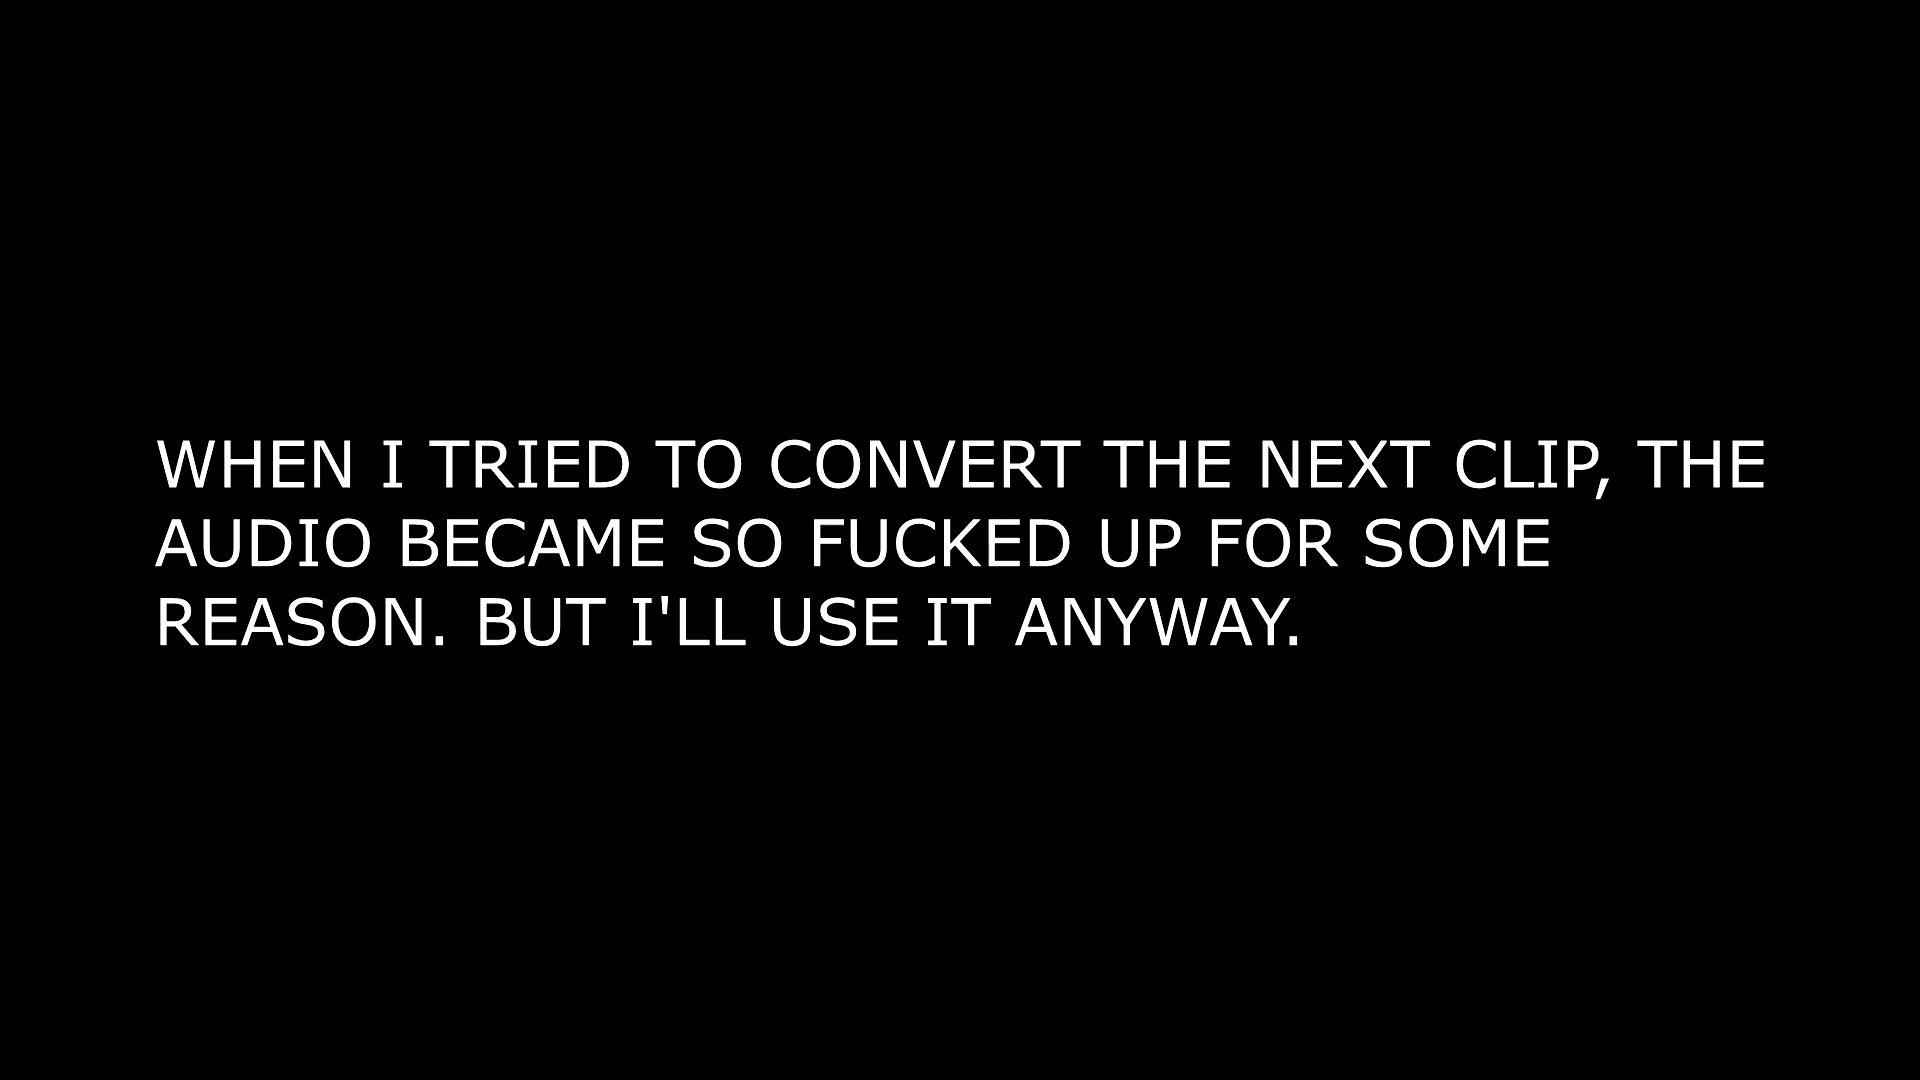 WHEN I TRIED TO CONVERT THE NEXT CLIP, THE
AUDIO BECAME SO FUCKED UP FOR SOME
REASON. BUT I'LL USE IT ANYWAY.